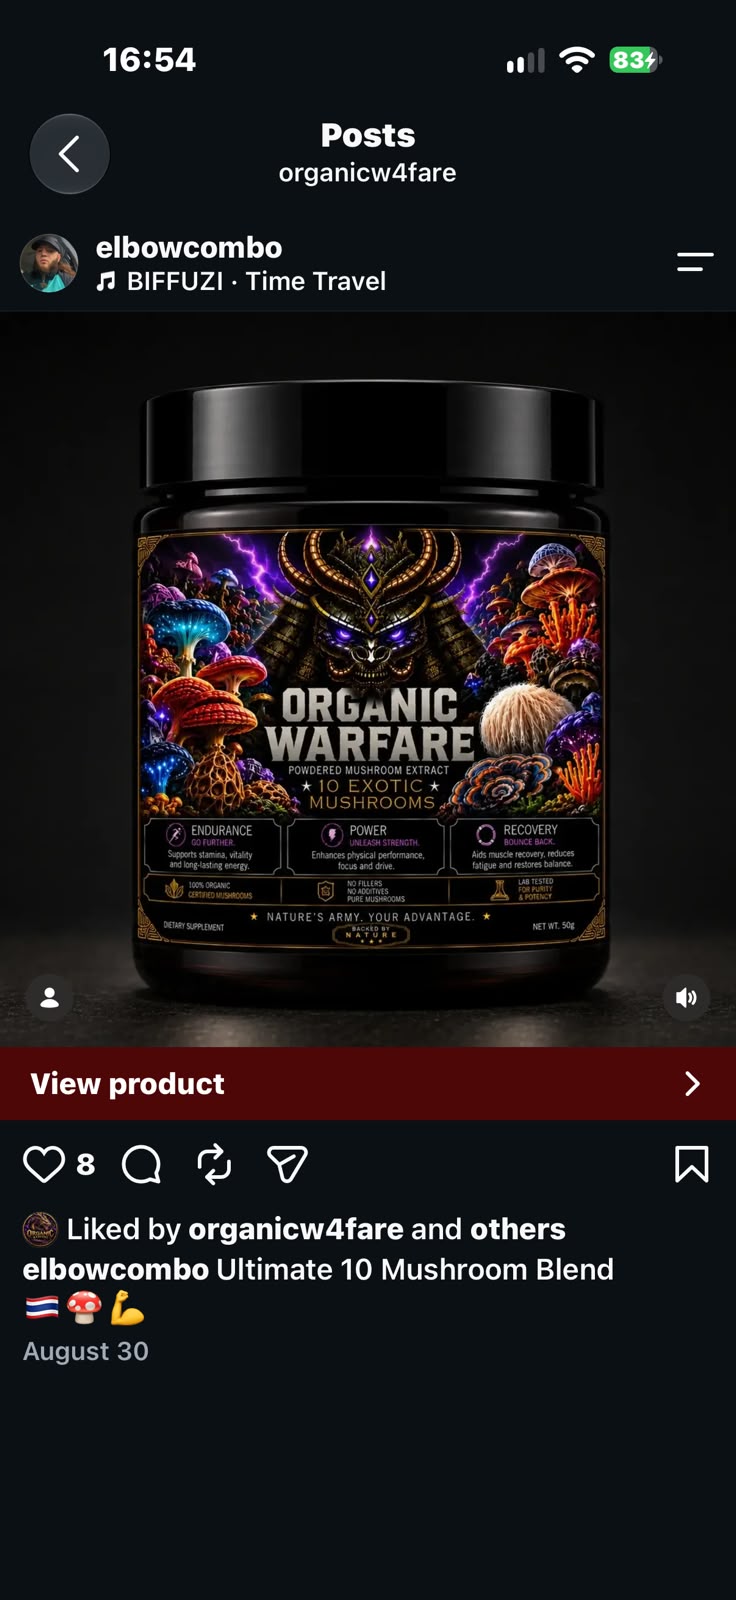 16:54
83
Posts
organicw4fare
elbowcombo
BIFFUZI · Time Travel
ORGANIC
WARFARE
POWDERED MUSHROOM EXTRACT
10 EXOTIC
MUSHROOMS
ENDURANCE
GO FURTHER.
Supports stamina, vitality
and long-lasting energy.
POWER
UNLEASH STRENGTH.
Enhances physical performance,
focus and drive.
RECOVERY
BOUNCE BACK.
Aids muscle recovery, reduces
fatigue and restores balance.
100% ORGANIC
CERTIFIED MUSHROOMS
NO FILLERS
NO ADDITIVES
PURE MUSHROOMS
LAB TESTED
FOR PURITY
& POTENCY
NATURE'S ARMY. YOUR ADVANTAGE.
DIETARY SUPPLEMENT
BACKED BY
NATURE
NET WT. 50g
View product
8
Liked by organicw4fare and others
elbowcombo Ultimate 10 Mushroom Blend
🇹🇭🍄💪
August 30